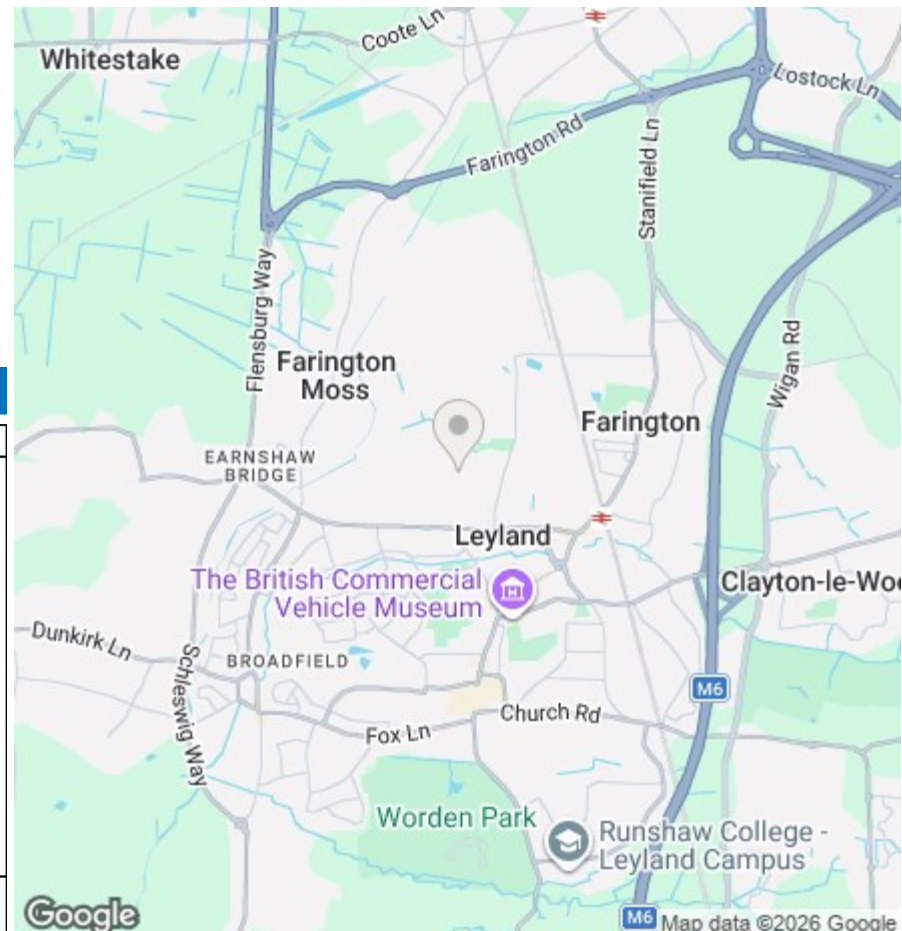 Coote Ln
Whitestake
Lostock Ln
Farington Rd
Stanifield Ln
Flensburg Way
Wigan Rd
Farington
Moss
Farington
EARNSHAW
BRIDGE
Leyland
The British Commercial
Vehicle Museum
Clayton-le-Woo
Dunkirk Ln
BROADFIELD
Schleswig Way
M6
Church Rd
Fox Ln
Worden Park
Runshaw College -
Leyland Campus
Google
M6
Map data ©2026 Google